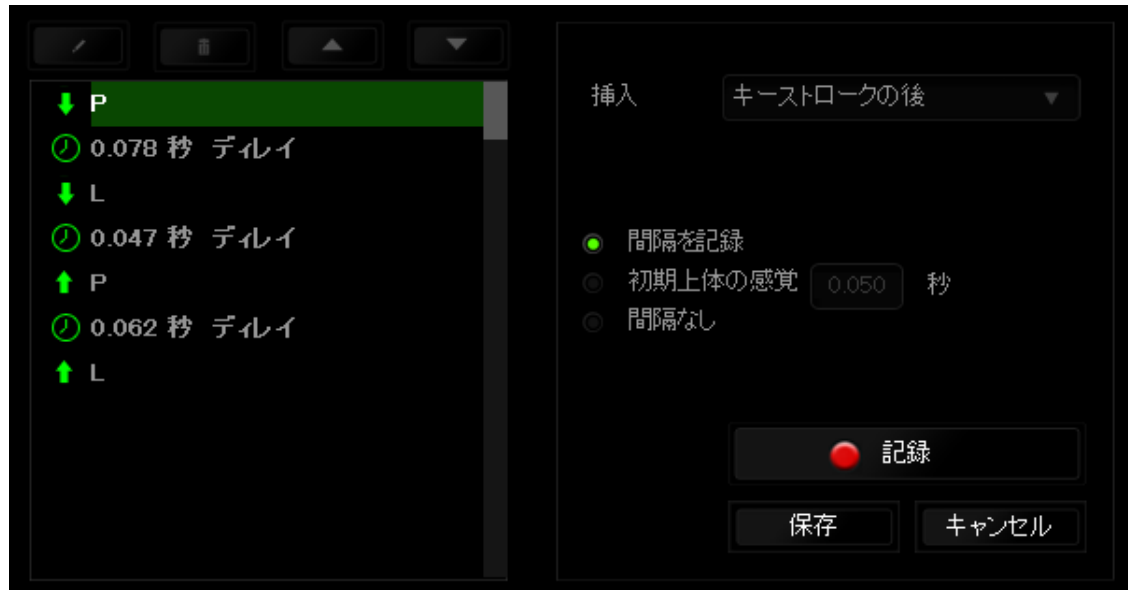 P
0.078 秒 ディレイ
L
0.047 秒 ディレイ
P
0.062 秒 ディレイ
L
挿入 キーストロークの後
間隔を記録
初期上体の感覚 0.050 秒
間隔なし
記録
保存 キャンセル